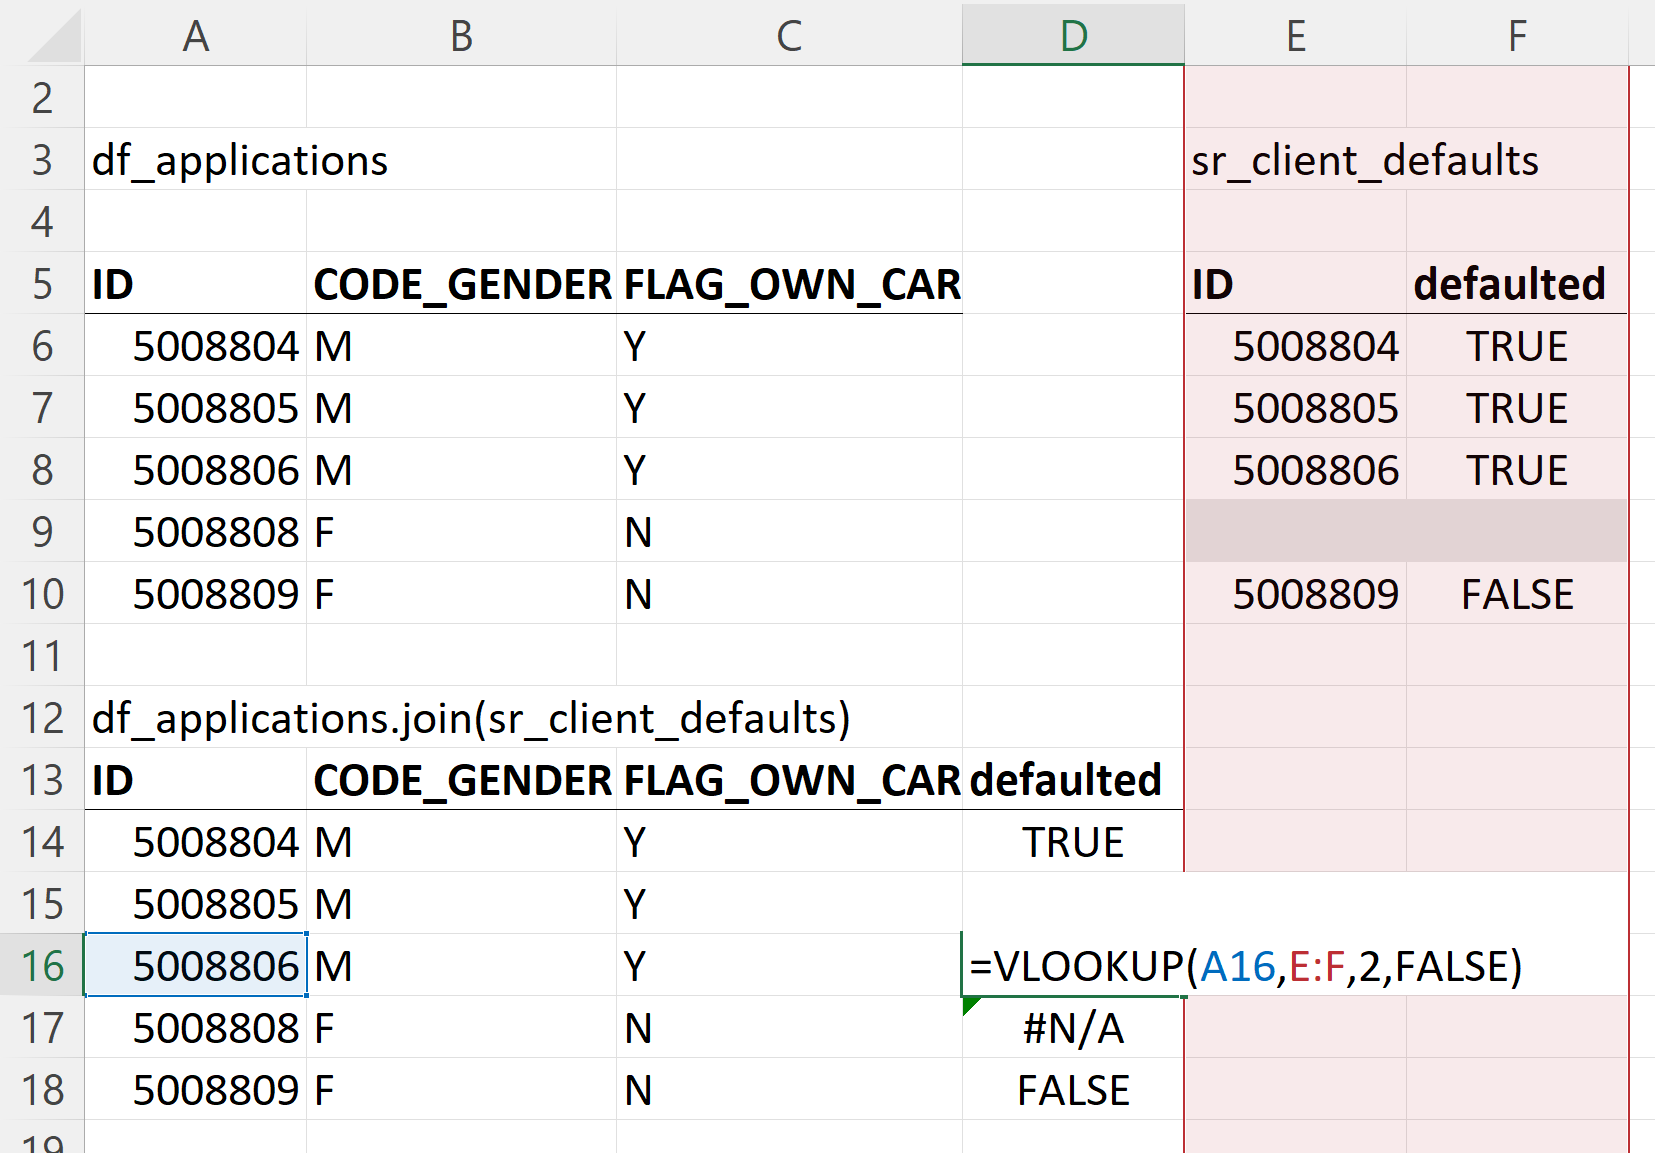 A B C D E F
2
3 df_applications sr_client_defaults
4
5 ID CODE_GENDER FLAG_OWN_CAR ID defaulted
6 5008804 M Y 5008804 TRUE
7 5008805 M Y 5008805 TRUE
8 5008806 M Y 5008806 TRUE
9 5008808 F N
10 5008809 F N 5008809 FALSE
11
12 df_applications.join(sr_client_defaults)
13 ID CODE_GENDER FLAG_OWN_CAR defaulted
14 5008804 M Y TRUE
15 5008805 M Y
16 5008806 M Y =VLOOKUP(A16,E:F,2,FALSE)
17 5008808 F N #N/A
18 5008809 F N FALSE
19